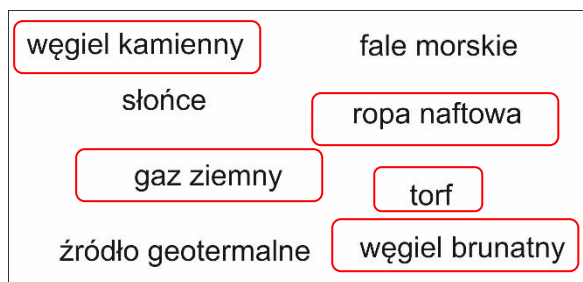 węgiel kamienny
fale morskie
słońce
ropa naftowa
gaz ziemny
torf
źródło geotermalne
węgiel brunatny